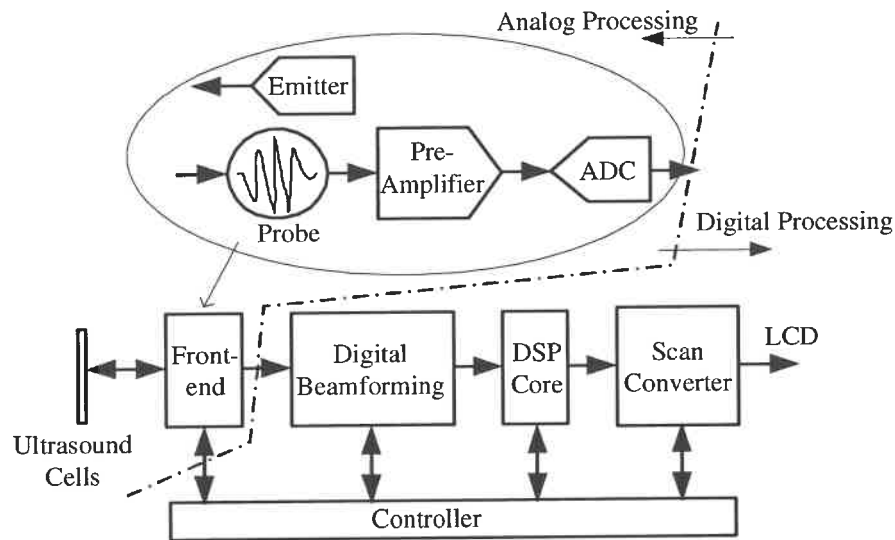 Analog Processing
Emitter
Pre-
Amplifier
ADC
Probe
Digital Processing
Front-
end
Digital
Beamforming
DSP
Core
Scan
Converter
LCD
Ultrasound
Cells
Controller